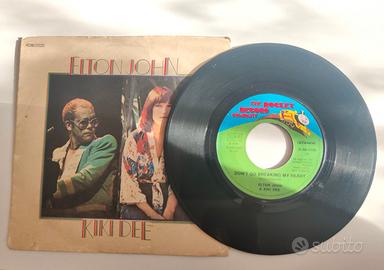 ELTON JOHN
KIKI DEE
THE ROCKET
RECORD
COMPANY
DON'T GO BREAKING MY HEART
ELTON JOHN
& KIKI DEE
subito